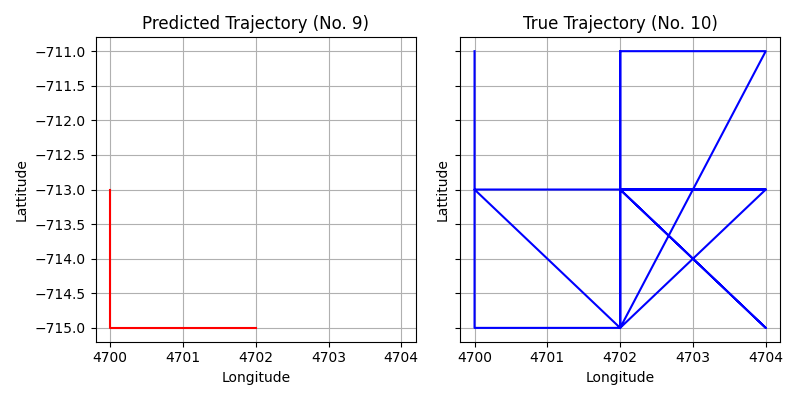 Predicted Trajectory (No. 9)
True Trajectory (No. 10)
Lattitude
−711.0
−711.5
−712.0
−712.5
−713.0
−713.5
−714.0
−714.5
−715.0
4700 4701 4702 4703 4704
Longitude
Lattitude
4700 4701 4702 4703 4704
Longitude